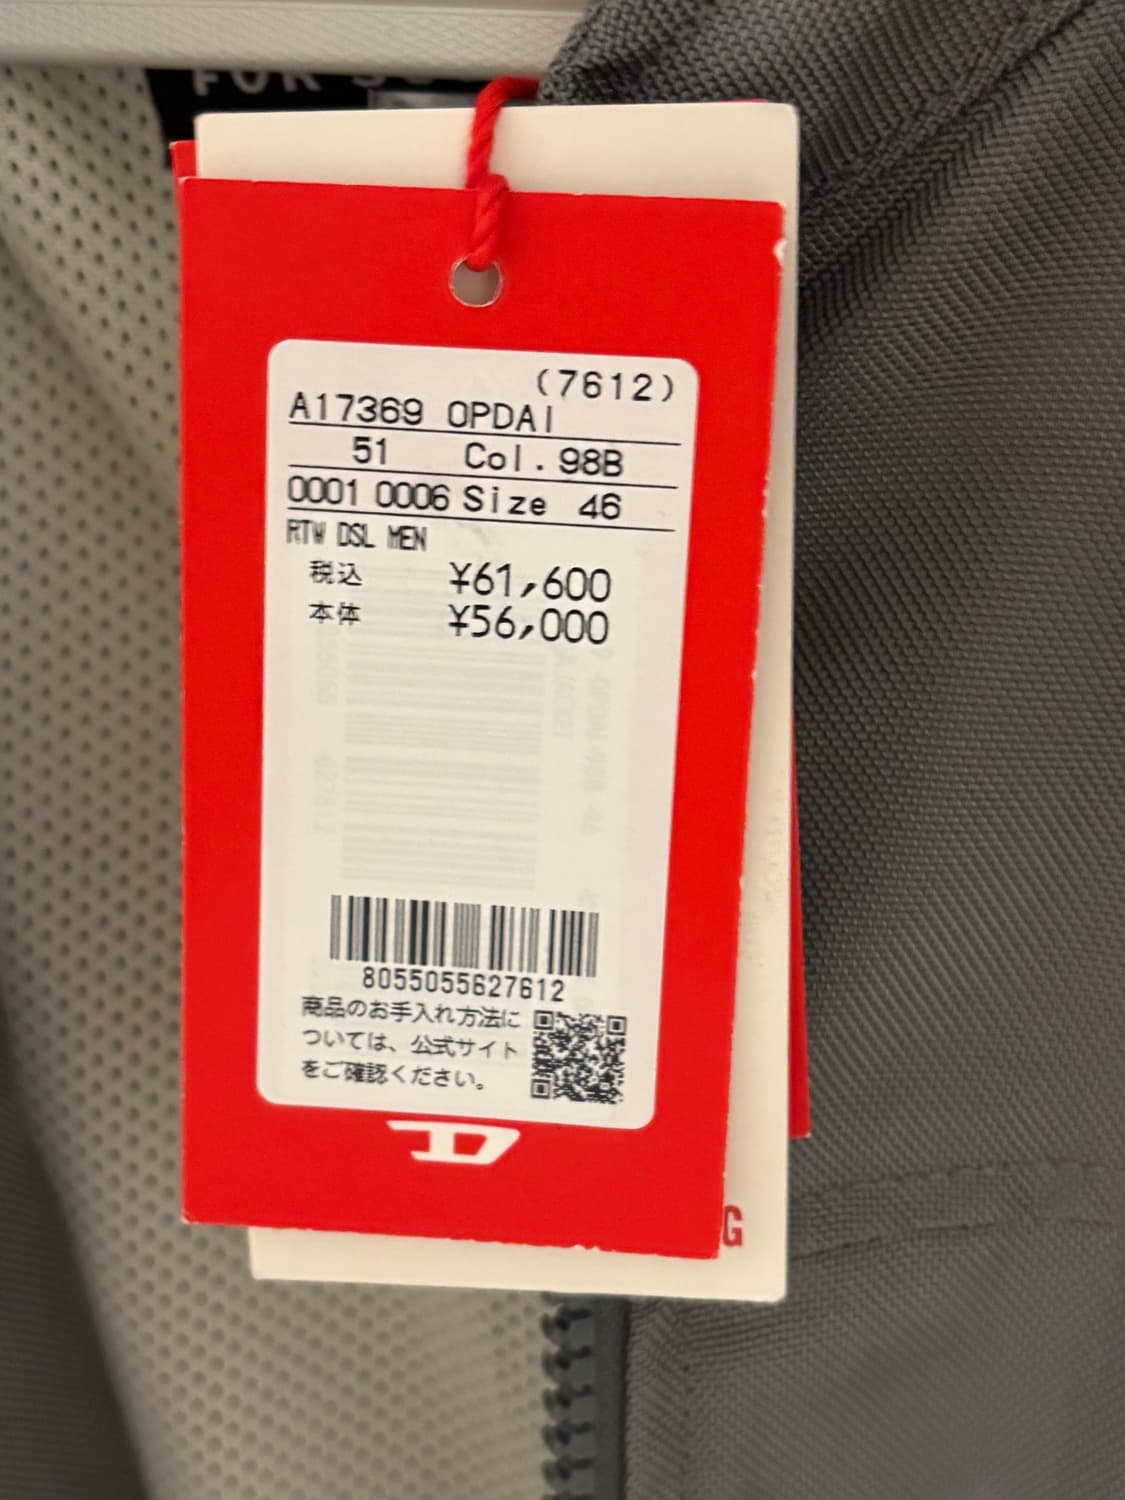 (7612)
A17369 OPDAI
51 Col.98B
0001 0006 Size 46
RTW DSL MEN
税込 ¥61,600
本体 ¥56,000
8055055627612
商品のお手入れ方法に
ついては、公式サイト
をご確認ください。
G